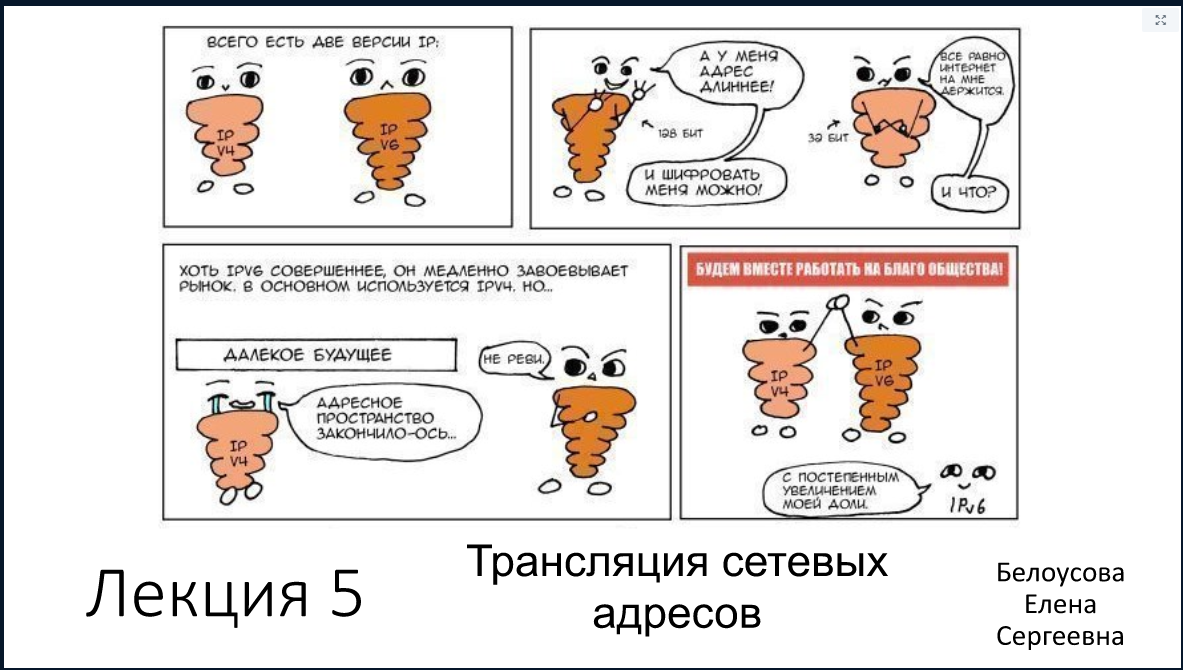 ВСЕГО ЕСТЬ ДВЕ ВЕРСИИ IP:
IP
V4
IP
V6
А У МЕНЯ
АДРЕС
ДЛИННЕЕ!
128 БИТ
И ШИФРОВАТЬ
МЕНЯ МОЖНО!
ВСЕ РАВНО
ИНТЕРНЕТ
НА МНЕ
ДЕРЖИТСЯ.
32 БИТ
И ЧТО?
ХОТЬ IPV6 СОВЕРШЕННЕЕ, ОН МЕДЛЕННО ЗАВОЕВЫВАЕТ
РЫНОК. В ОСНОВНОМ ИСПОЛЬЗУЕТСЯ IPV4. НО...
ДАЛЕКОЕ БУДУЩЕЕ
НЕ РЕВИ.
АДРЕСНОЕ
ПРОСТРАНСТВО
ЗАКОНЧИЛО-ОСЬ...
IP
V4
БУДЕМ ВМЕСТЕ РАБОТАТЬ НА БЛАГО ОБЩЕСТВА!
IP
V4
IP
V6
С ПОСТЕПЕННЫМ
УВЕЛИЧЕНИЕМ
МОЕЙ ДОЛИ.
IPv6
Лекция 5
Трансляция сетевых
адресов
Белоусова
Елена
Сергеевна